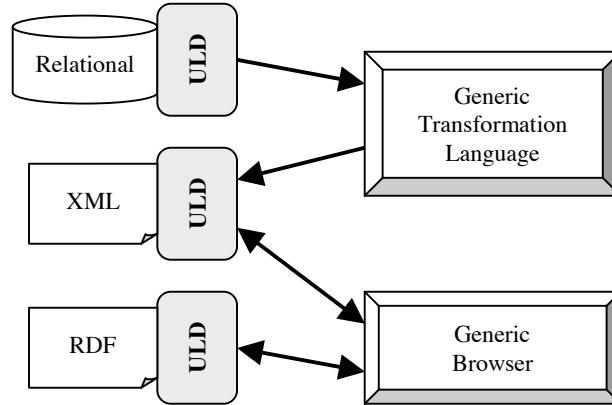 Relational
ULD
Generic
Transformation
Language
XML
ULD
RDF
ULD
Generic
Browser